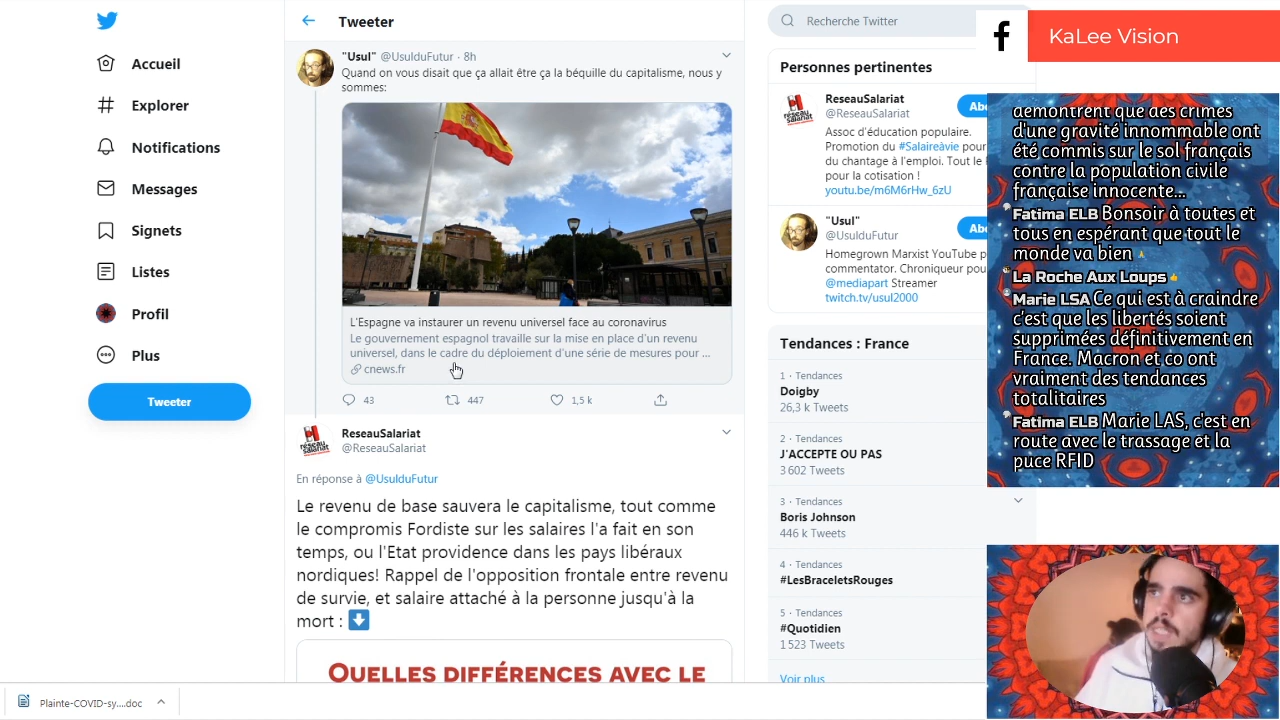 Accueil
Explorer
Notifications
Messages
Signets
Listes
Profil
Plus
Tweeter
Tweeter
"Usul" @UsulduFutur · 8h
Quand on vous disait que ça allait être ça la béquille du capitalisme, nous y
sommes:
L'Espagne va instaurer un revenu universel face au coronavirus
Le gouvernement espagnol travaille sur la mise en place d'un revenu
universel, dans le cadre du déploiement d'une série de mesures pour ...
cnews.fr
43 447 1,5 k
ReseauSalariat
@ReseauSalariat
En réponse à @UsulduFutur
Le revenu de base sauvera le capitalisme, tout comme
le compromis Fordiste sur les salaires l'a fait en son
temps, ou l'Etat providence dans les pays libéraux
nordiques! Rappel de l'opposition frontale entre revenu
de survie, et salaire attaché à la personne jusqu'à la
mort :
QUELLES DIFFÉRENCES AVEC LE
Recherche Twitter
Personnes pertinentes
ReseauSalariat
@ReseauSalariat
Abo
Assoc d'éducation populaire.
Promotion du #Salaireàvie pour
du chantage à l'emploi. Tout le
pour la cotisation !
youtu.be/m6M6rHw_6zU
"Usul"
@UsulduFutur
Abo
Homegrown Marxist YouTube p
commentator. Chroniqueur pou
@mediapart Streamer
twitch.tv/usul2000
Tendances : France
1 · Tendances
Doigby
26,3 k Tweets
2 · Tendances
J'ACCEPTE OU PAS
3 602 Tweets
3 · Tendances
Boris Johnson
446 k Tweets
4 · Tendances
#LesBraceletsRouges
5 · Tendances
#Quotidien
1 523 Tweets
Voir plus
KaLee Vision
démontrent que des crimes
d'une gravité innommable ont
été commis sur le sol français
contre la population civile
française innocente...
Fatima ELB Bonsoir à toutes et
tous en espérant que tout le
monde va bien
La Roche Aux Loups
Marie LSA Ce qui est à craindre
c'est que les libertés soient
supprimées définitivement en
France. Macron et co ont
vraiment des tendances
totalitaires
Fatima ELB Marie LAS, c'est en
route avec le trassage et la
puce RFID
Plainte-COVID-sy....doc